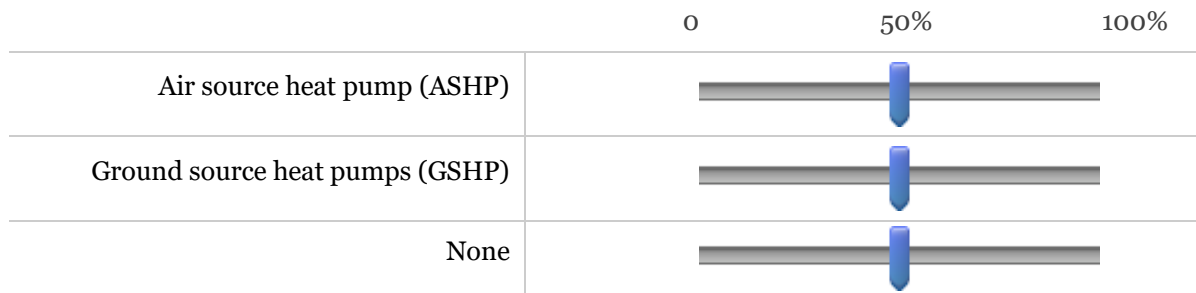 0 50% 100%
Air source heat pump (ASHP)
Ground source heat pumps (GSHP)
None